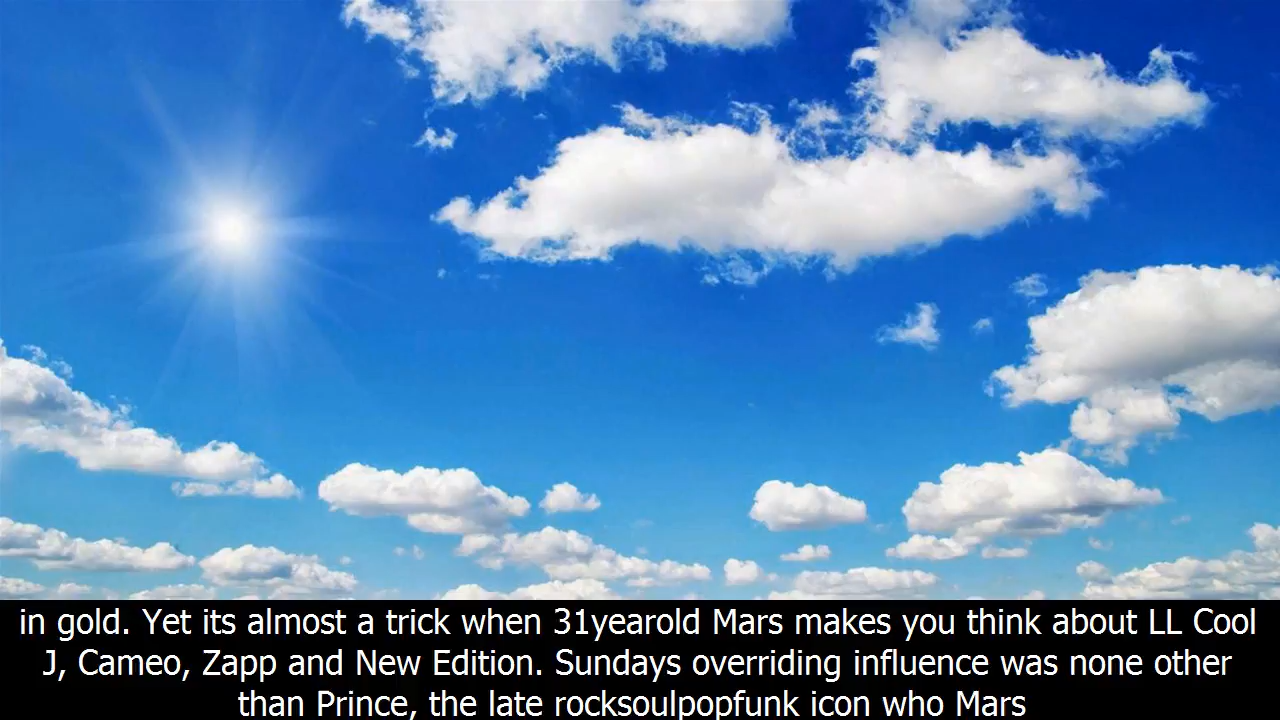 in gold. Yet its almost a trick when 31yearold Mars makes you think about LL Cool
J, Cameo, Zapp and New Edition. Sundays overriding influence was none other
than Prince, the late rocksoulpopfunk icon who Mars